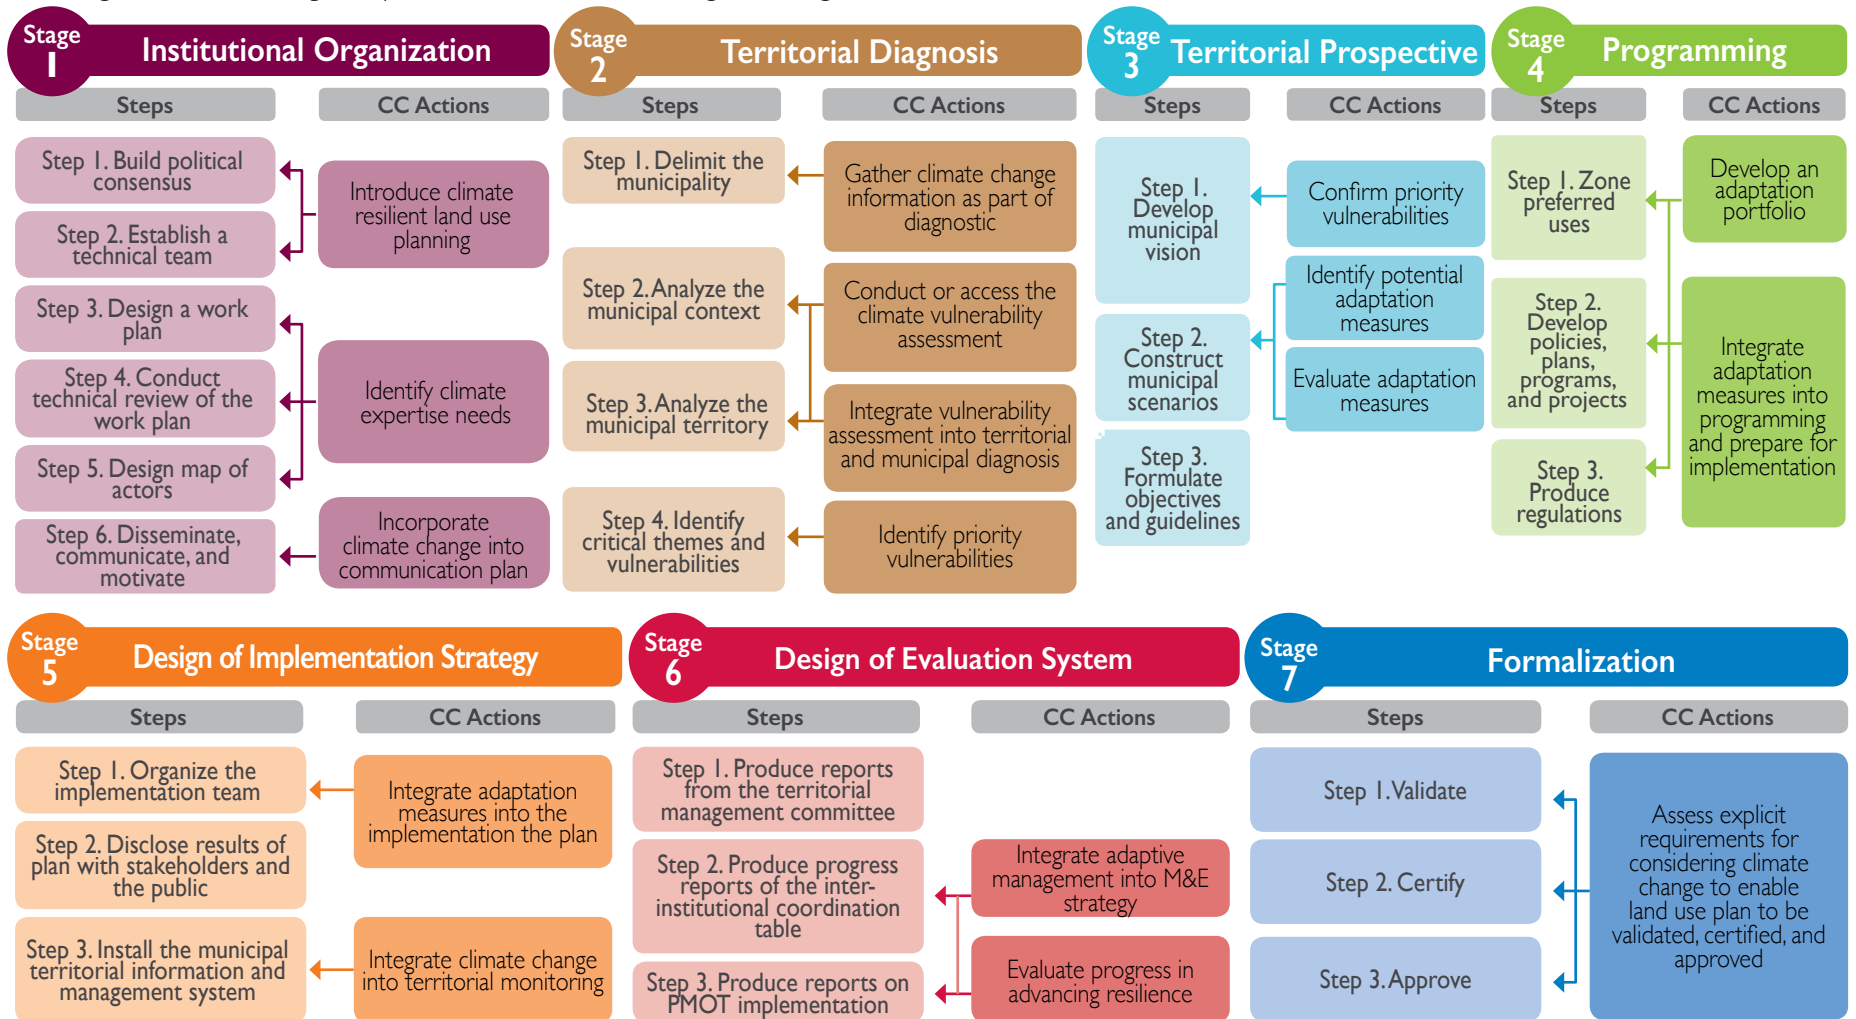 Stage 1
Institutional Organization
Steps
CC Actions
Step 1. Build political
consensus
Step 2. Establish a
technical team
Step 3. Design a work
plan
Step 4. Conduct
technical review of the
work plan
Step 5. Design map of
actors
Step 6. Disseminate,
communicate, and
motivate
Introduce climate
resilient land use
planning
Identify climate
expertise needs
Incorporate
climate change into
communication plan
Stage 2
Territorial Diagnosis
Steps
CC Actions
Step 1. Delimit the
municipality
Step 2. Analyze the
municipal context
Step 3. Analyze the
municipal territory
Step 4. Identify
critical themes and
vulnerabilities
Gather climate change
information as part of
diagnostic
Conduct or access the
climate vulnerability
assessment
Integrate vulnerability
assessment into territorial
and municipal diagnosis
Identify priority
vulnerabilities
Stage 3
Territorial Prospective
Steps
CC Actions
Step 1.
Develop
municipal
vision
Step 2.
Construct
municipal
scenarios
Step 3.
Formulate
objectives
and guidelines
Confirm priority
vulnerabilities
Identify potential
adaptation
measures
Evaluate adaptation
measures
Stage 4
Programming
Steps
CC Actions
Step 1. Zone
preferred
uses
Step 2.
Develop
policies,
plans,
programs,
and projects
Step 3.
Produce
regulations
Develop an
adaptation
portfolio
Integrate
adaptation
measures into
programming
and prepare for
implementation
Stage 5
Design of Implementation Strategy
Steps
CC Actions
Step 1. Organize the
implementation team
Step 2. Disclose results of
plan with stakeholders and
the public
Step 3. Install the municipal
territorial information and
management system
Integrate adaptation
measures into the
implementation the plan
Integrate climate change
into territorial monitoring
Stage 6
Design of Evaluation System
Steps
CC Actions
Step 1. Produce reports
from the territorial
management committee
Step 2. Produce progress
reports of the inter-
institutional coordination
table
Step 3. Produce reports on
PMOT implementation
Integrate adaptive
management into M&E
strategy
Evaluate progress in
advancing resilience
Stage 7
Formalization
Steps
CC Actions
Step 1. Validate
Step 2. Certify
Step 3. Approve
Assess explicit
requirements for
considering climate
change to enable
land use plan to be
validated, certified, and
approved